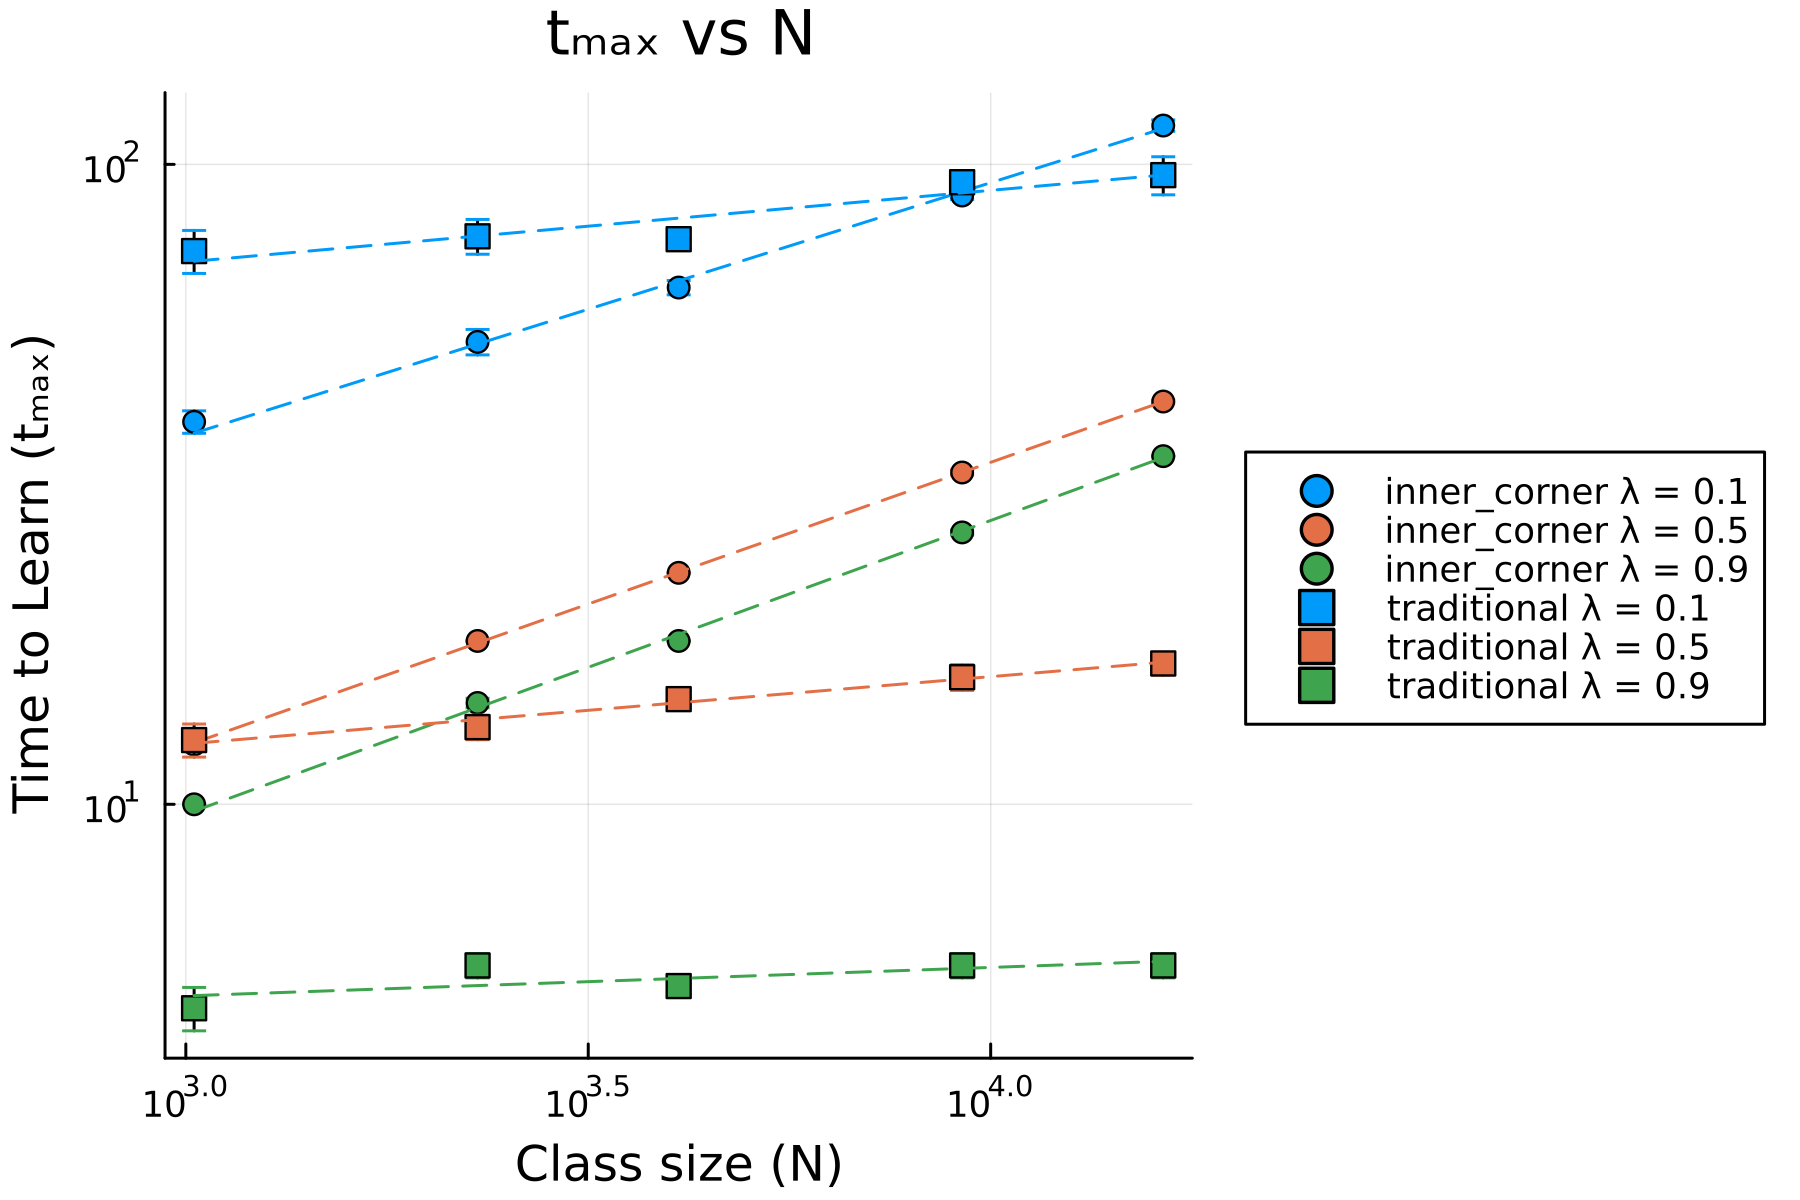 tₘₐₓ vs N
Time to Learn (tₘₐₓ)
10²
10¹
10³·⁰
10³·⁵
10⁴·⁰
Class size (N)
inner_corner λ = 0.1
inner_corner λ = 0.5
inner_corner λ = 0.9
traditional λ = 0.1
traditional λ = 0.5
traditional λ = 0.9